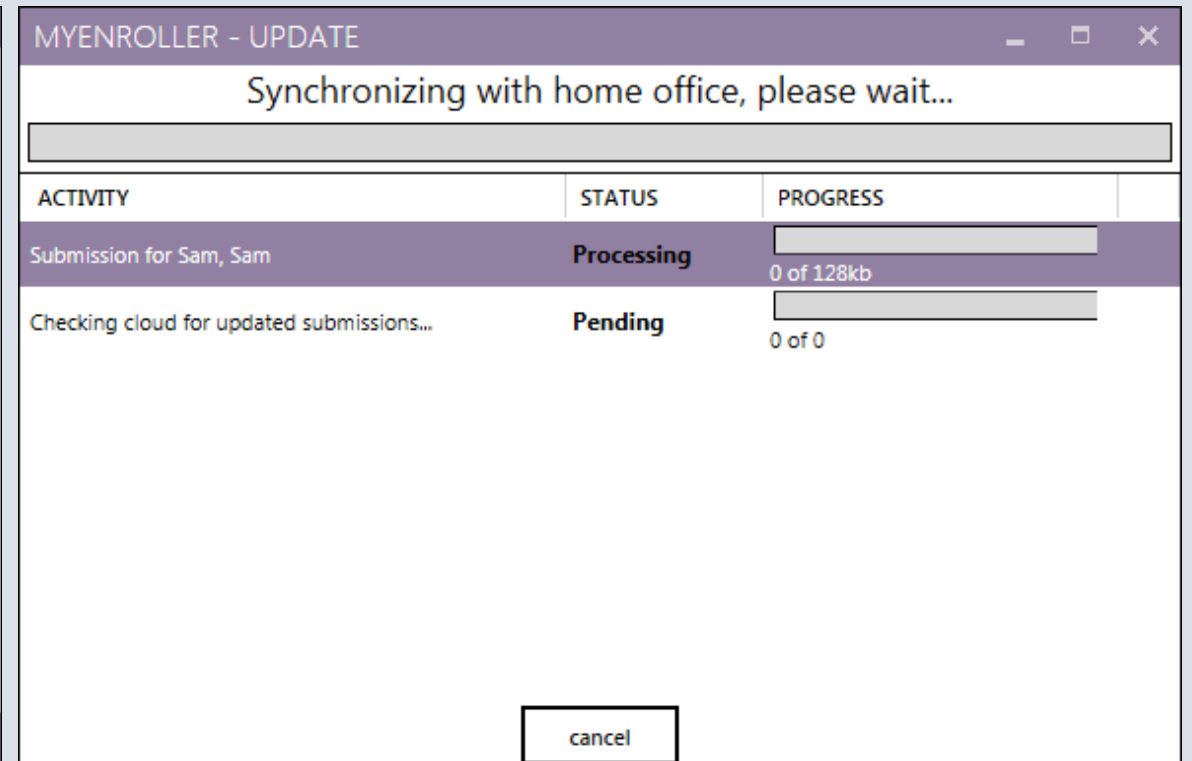 MYENROLLER - UPDATE
Synchronizing with home office, please wait...
ACTIVITY STATUS PROGRESS
Submission for Sam, Sam Processing 0 of 128kb
Checking cloud for updated submissions... Pending 0 of 0
cancel